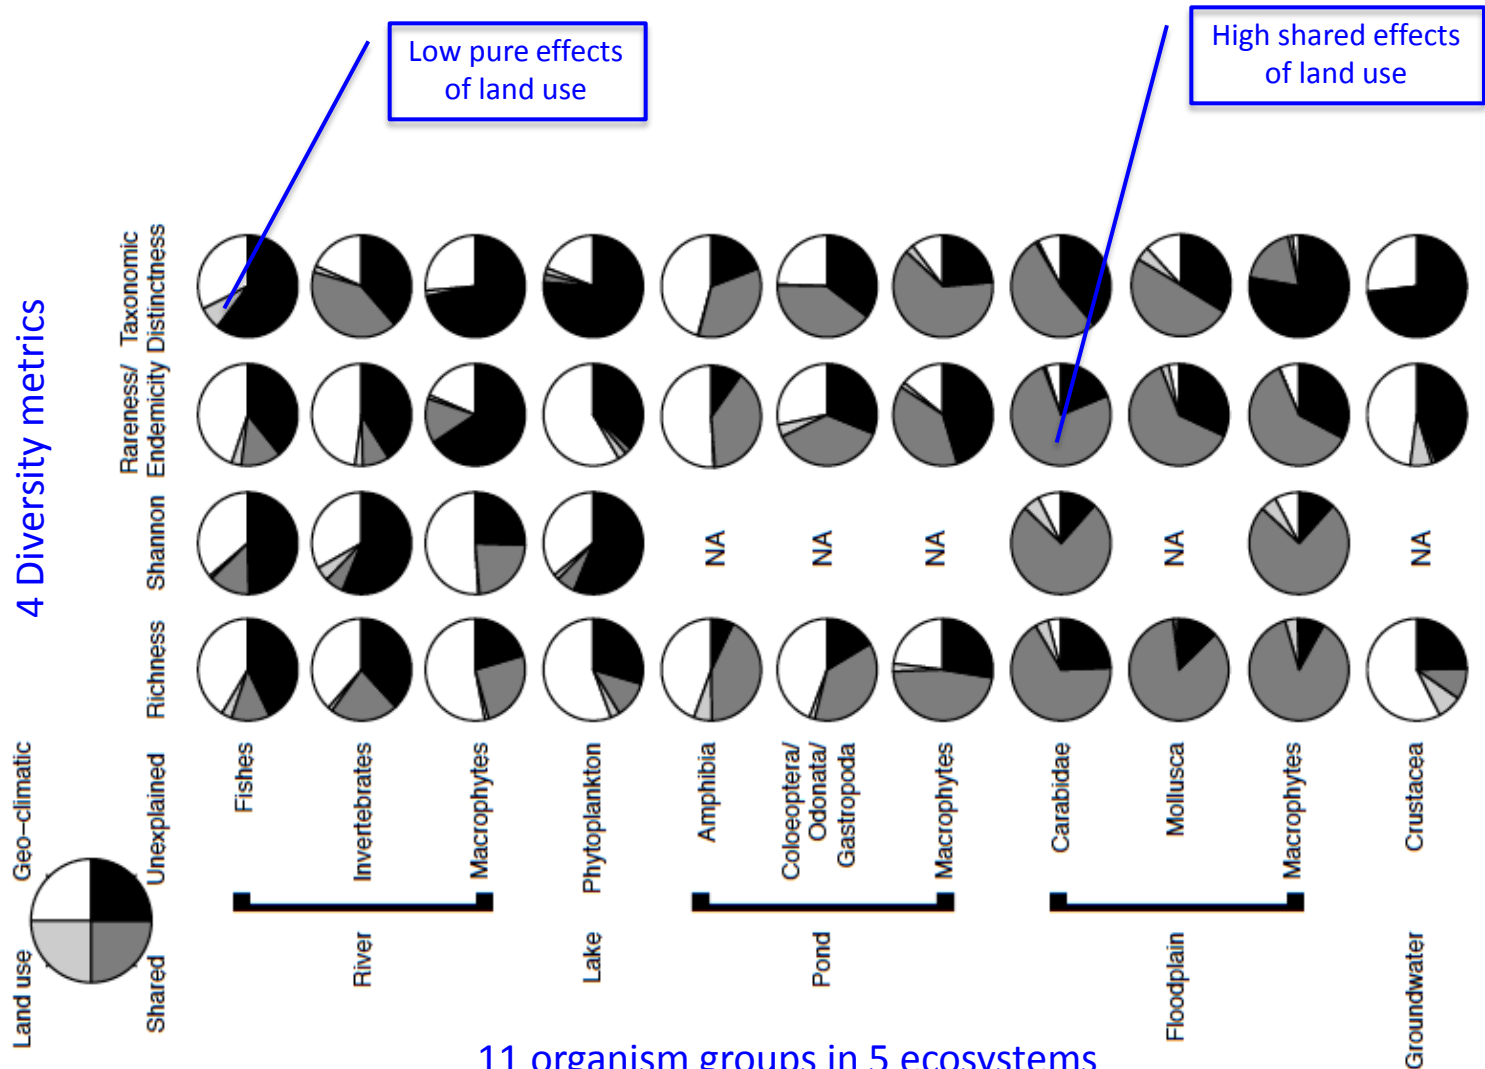 Low pure effects
of land use
High shared effects
of land use
4 Diversity metrics
Taxonomic
Distinctness
Rareness/
Endemicity
Shannon
Richness
NA
NA
NA
NA
NA
Geo-climatic
Land use
Unexplained
Shared
Fishes
Invertebrates
Macrophytes
Phytoplankton
Amphibia
Coloeoptera/
Odonata/
Gastropoda
Macrophytes
Carabidae
Mollusca
Macrophytes
Crustacea
River
Lake
Pond
Floodplain
Groundwater
11 organism groups in 5 ecosystems